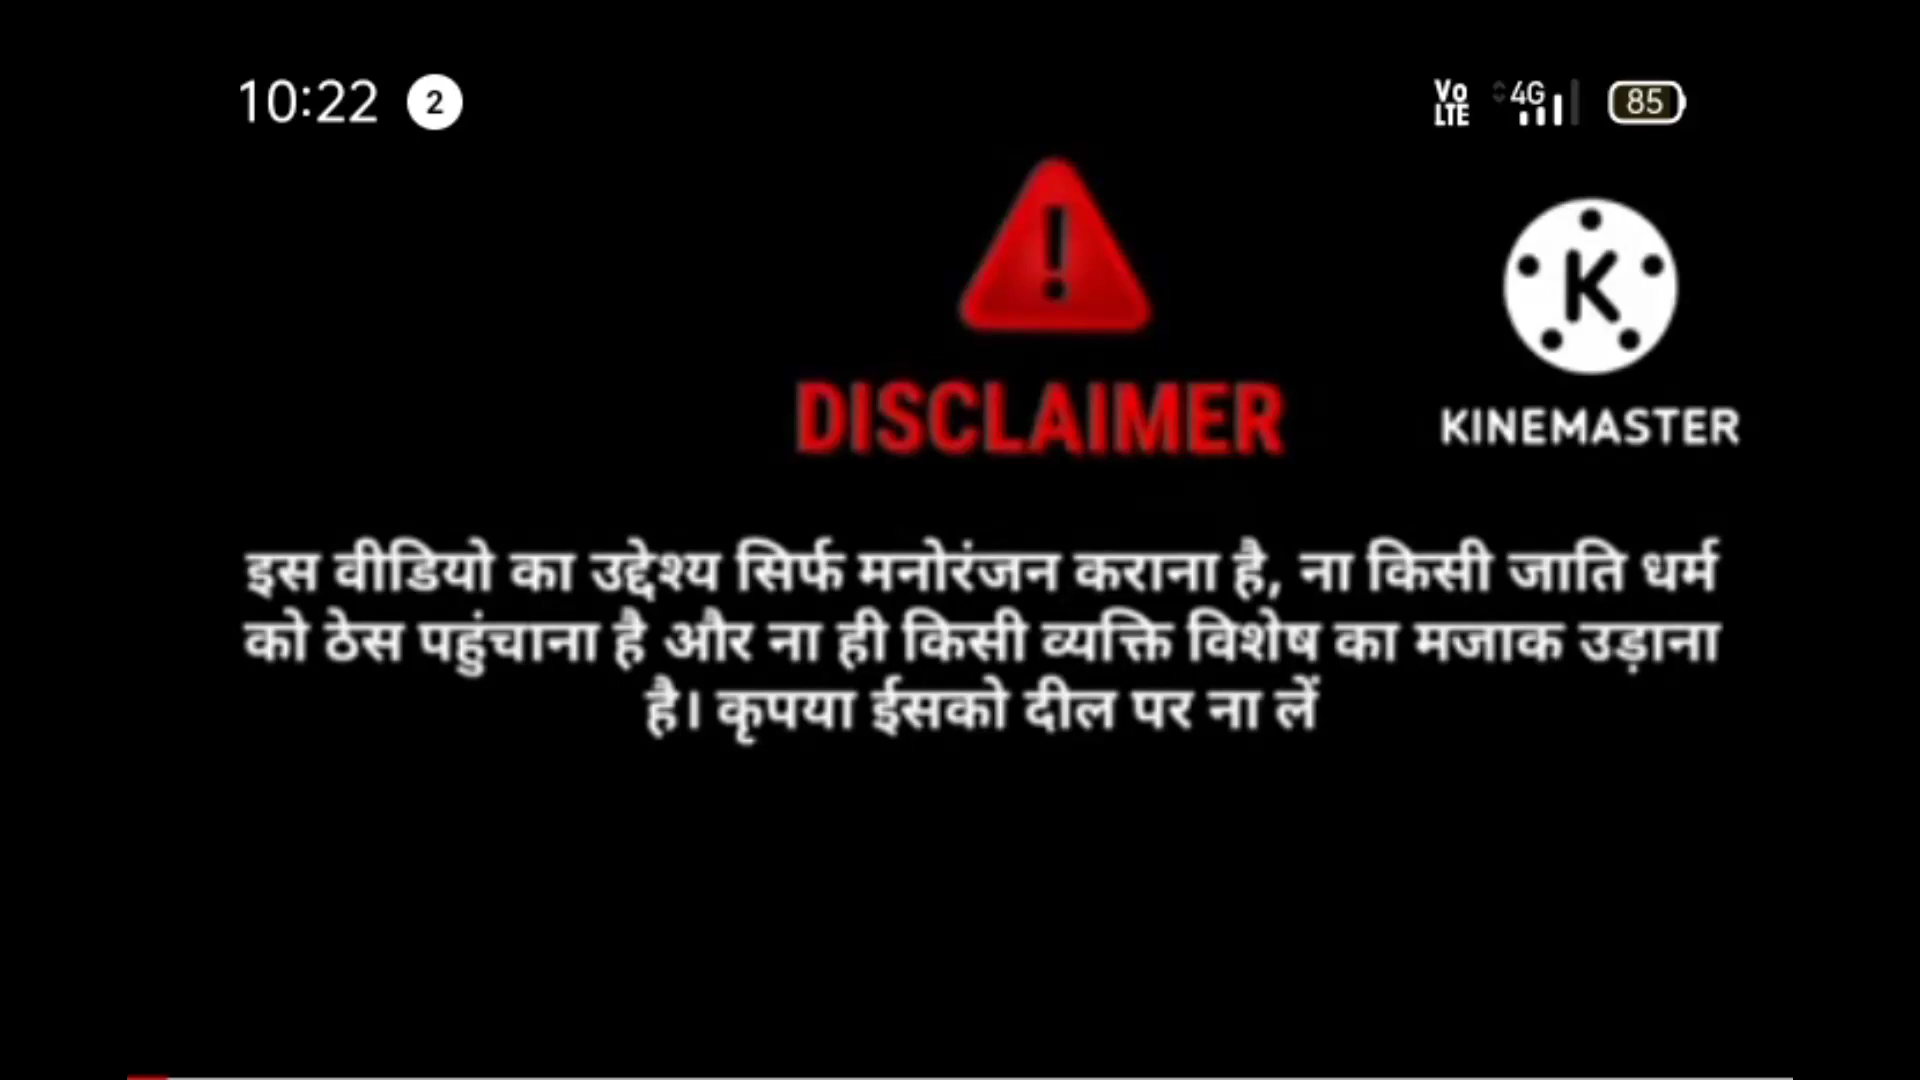 10:22 2 Vo LTE 4G 85
K
KINEMASTER
DISCLAIMER
इस वीडियो का उद्देश्य सिर्फ मनोरंजन कराना है, ना किसी जाति धर्म
को ठेस पहुंचाना है और ना ही किसी व्यक्ति विशेष का मजाक उड़ाना
है। कृपया ईसको दील पर ना लें